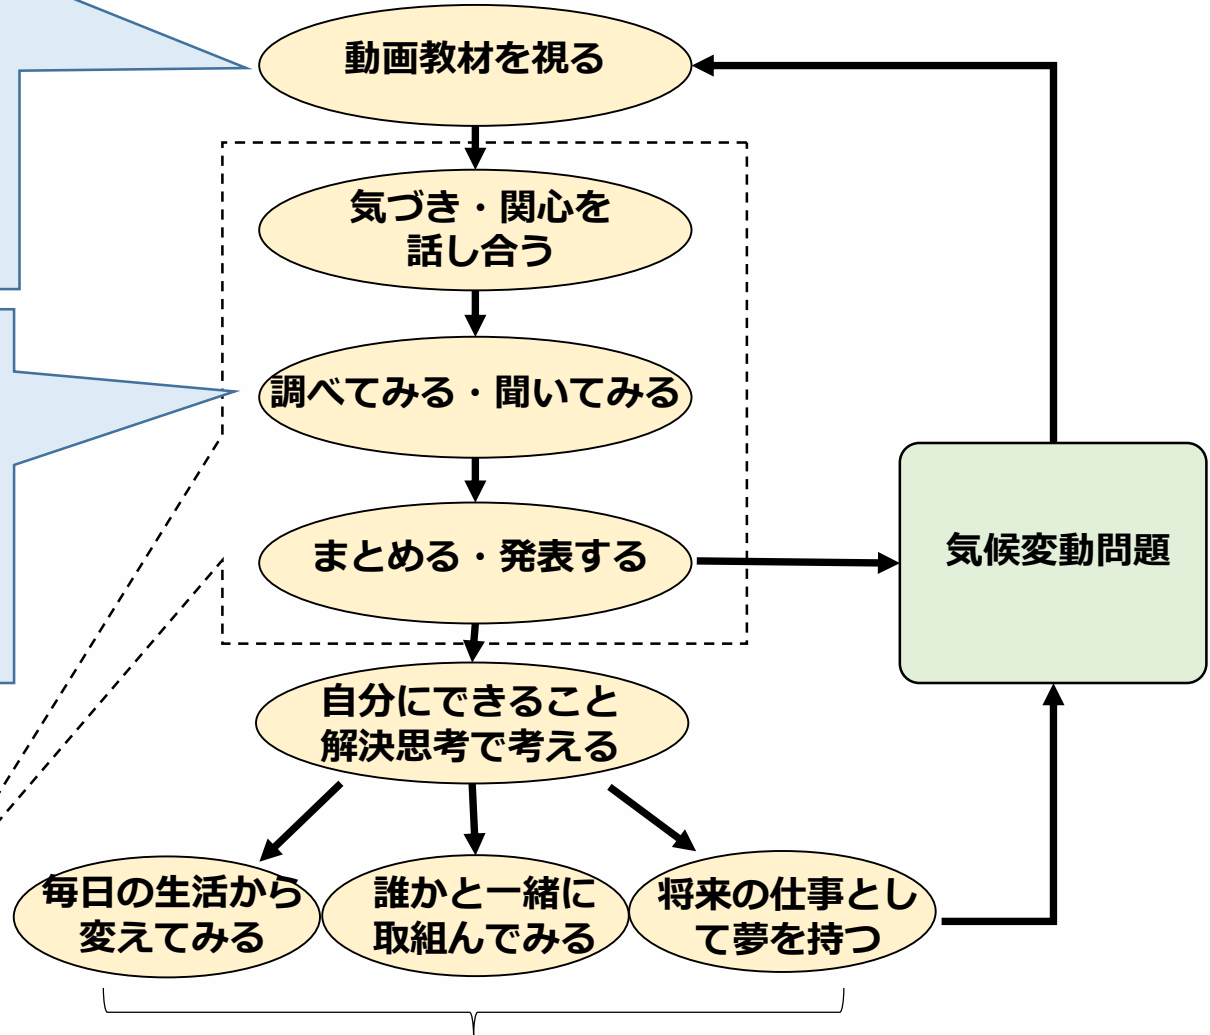 動画教材を視る
気づき・関心を
話し合う
調べてみる・聞いてみる
まとめる・発表する
気候変動問題
自分にできること
解決思考で考える
毎日の生活から
変えてみる
誰かと一緒に
取組んでみる
将来の仕事とし
て夢を持つ